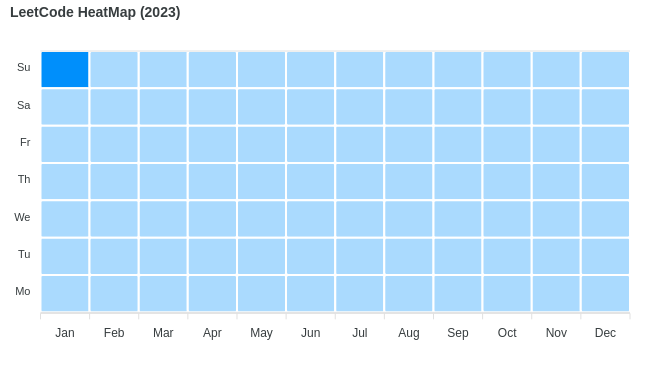 LeetCode HeatMap (2023)
Su
Sa
Fr
Th
We
Tu
Mo
Jan Feb Mar Apr May Jun Jul Aug Sep Oct Nov Dec